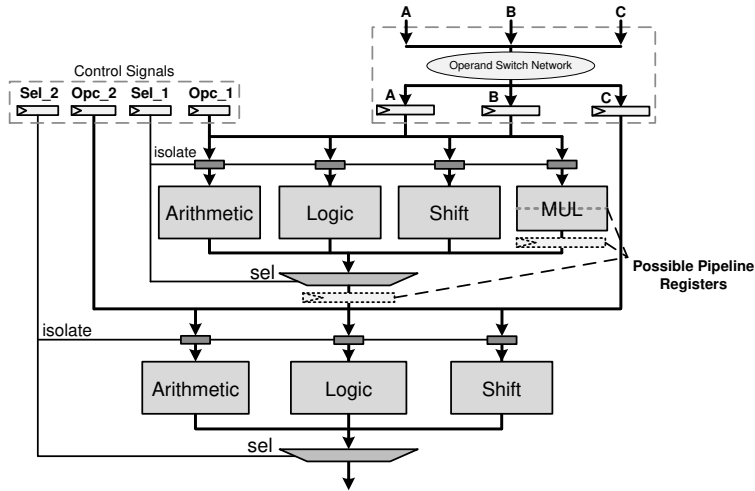 A B C
Operand Switch Network
Control Signals
Sel_2 Opc_2 Sel_1 Opc_1
A B C
isolate
Arithmetic Logic Shift MUL
sel
Possible Pipeline
Registers
isolate
Arithmetic Logic Shift
sel